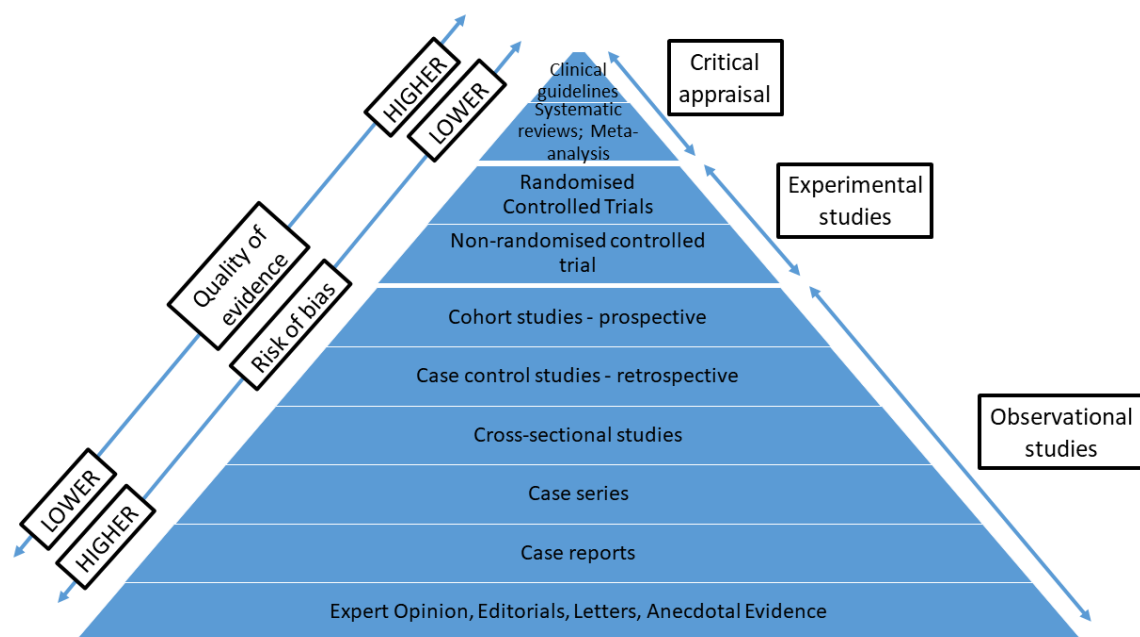 Clinical
guidelines
Systematic
reviews; Meta-
analysis
Randomised
Controlled Trials
Non-randomised controlled
trial
Cohort studies - prospective
Case control studies - retrospective
Cross-sectional studies
Case series
Case reports
Expert Opinion, Editorials, Letters, Anecdotal Evidence
HIGHER
Quality of
evidence
LOWER
LOWER
Risk of bias
HIGHER
Critical
appraisal
Experimental
studies
Observational
studies